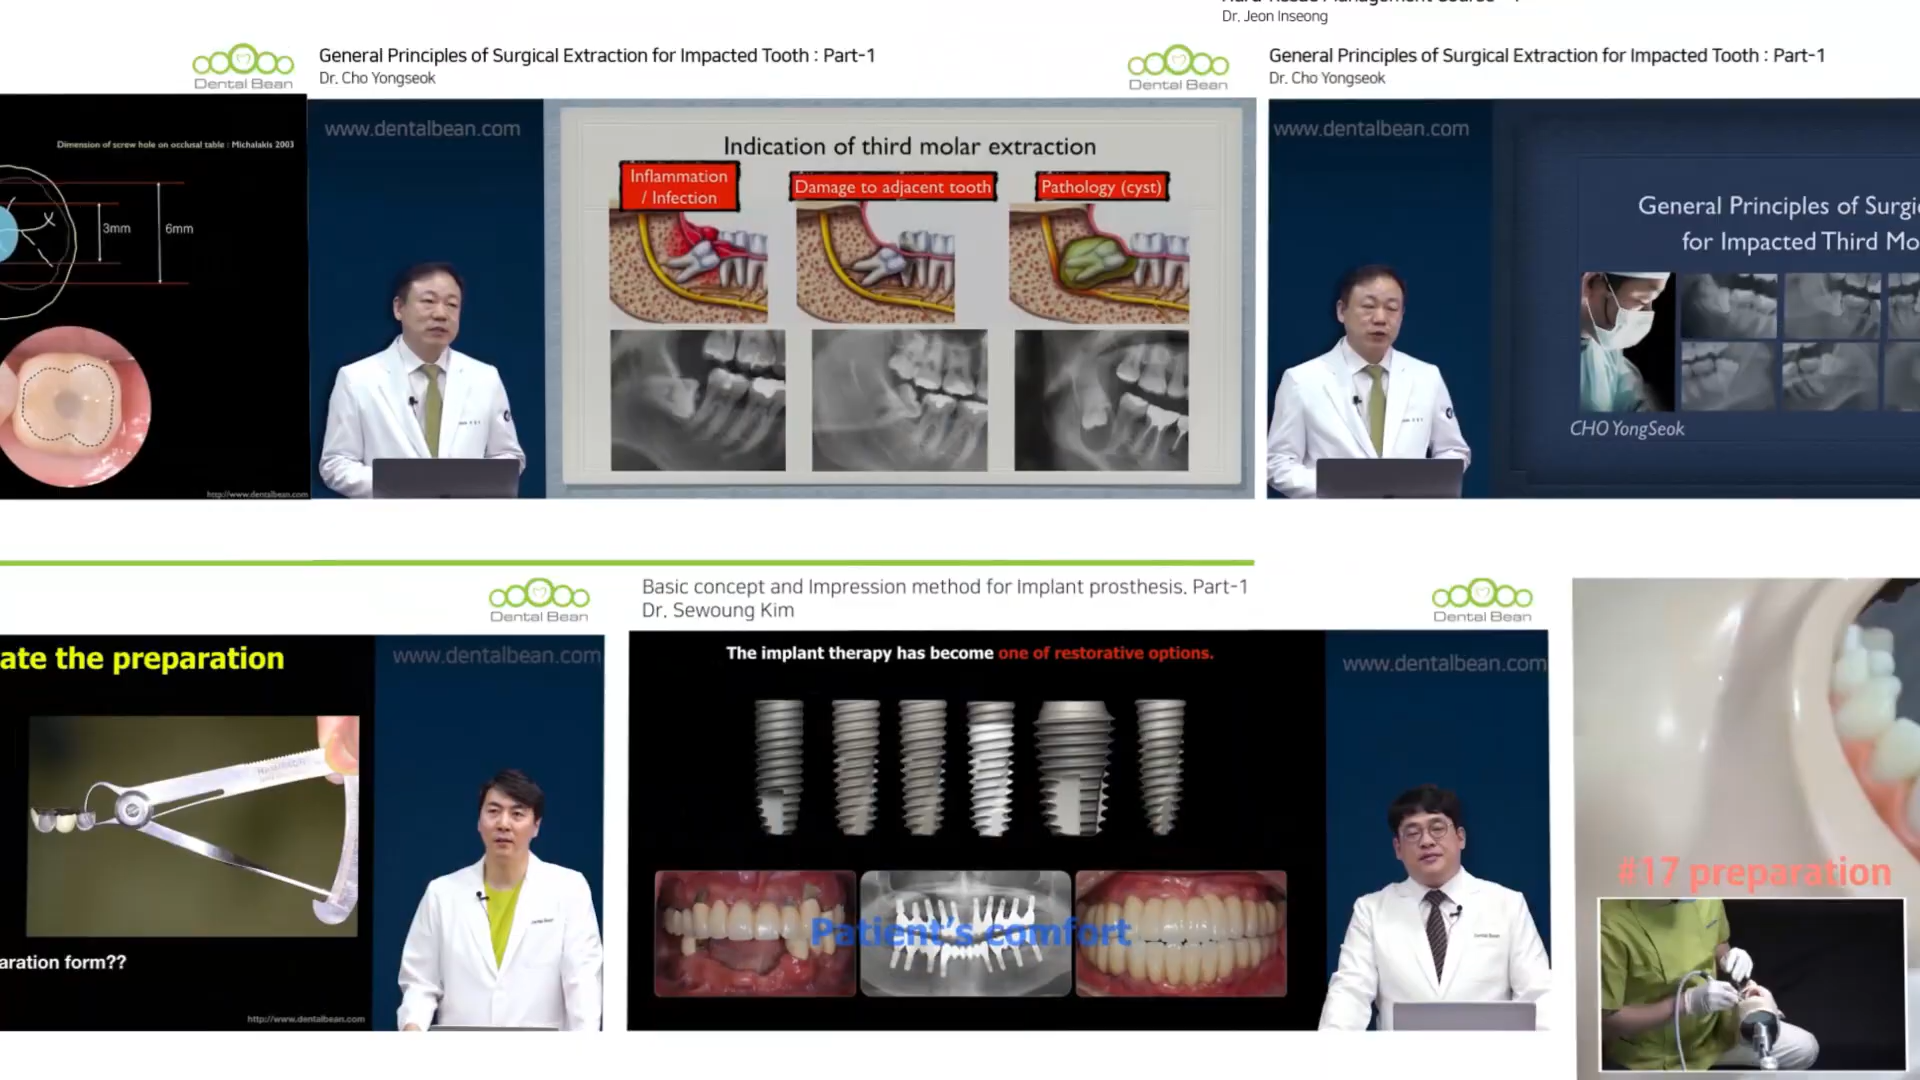 Dr. Jeon Inseong
Dental Bean
General Principles of Surgical Extraction for Impacted Tooth : Part-1
Dr. Cho Yongseok
Dental Bean
General Principles of Surgical Extraction for Impacted Tooth : Part-1
Dr. Cho Yongseok
Dimension of screw hole on occlusal table : Michalakis 2003
3mm
6mm
http://www.dentalbean.com
www.dentalbean.com
Indication of third molar extraction
Inflammation
/ Infection
Damage to adjacent tooth
Pathology (cyst)
www.dentalbean.com
General Principles of Surgi
for Impacted Third Mo
CHO YongSeok
Dental Bean
Basic concept and Impression method for Implant prosthesis. Part-1
Dr. Sewoung Kim
Dental Bean
ate the preparation
www.dentalbean.com
aration form??
http://www.dentalbean.com
The implant therapy has become one of restorative options.
Patient's comfort
www.dentalbean.com
#17 preparation